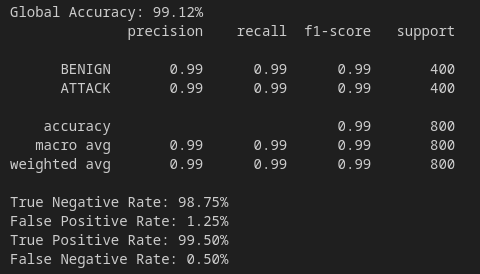 Global Accuracy: 99.12%
precision recall f1-score support
BENIGN 0.99 0.99 0.99 400
ATTACK 0.99 0.99 0.99 400
accuracy 0.99 800
macro avg 0.99 0.99 0.99 800
weighted avg 0.99 0.99 0.99 800
True Negative Rate: 98.75%
False Positive Rate: 1.25%
True Positive Rate: 99.50%
False Negative Rate: 0.50%